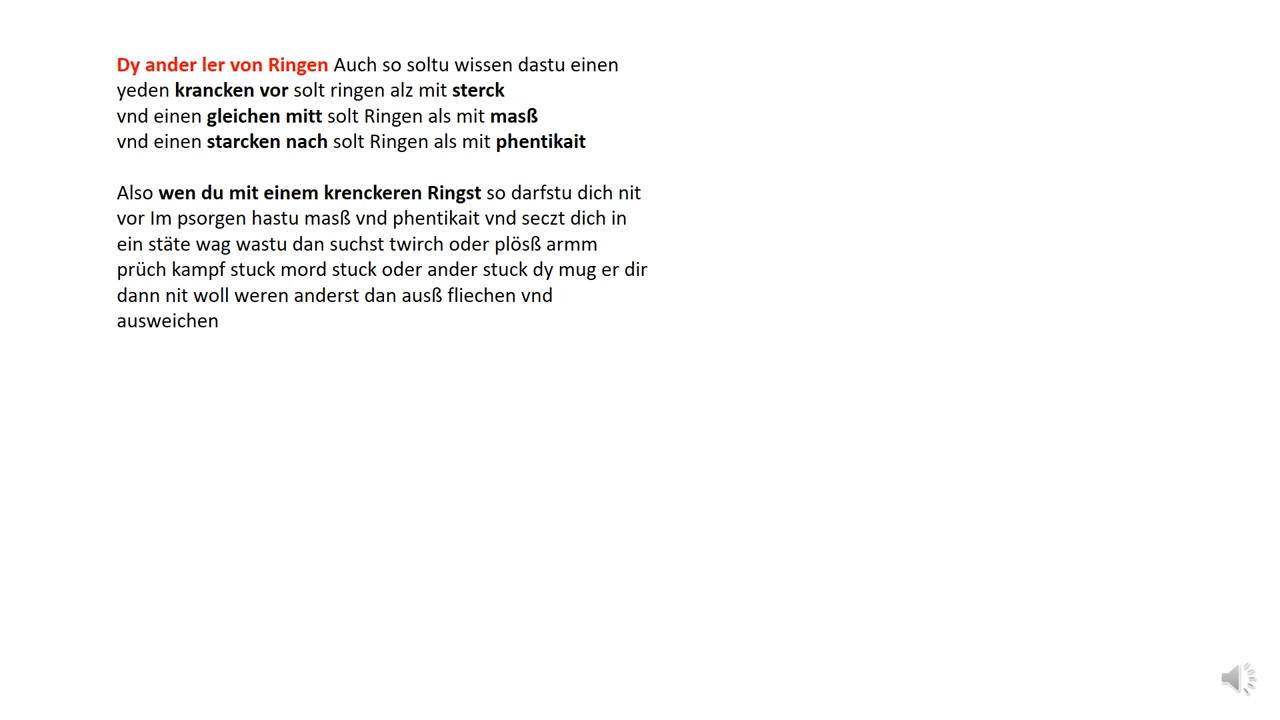 Dy ander ler von Ringen Auch so soltu wissen dastu einen
yeden krancken vor solt ringen alz mit sterck
vnd einen gleichen mitt solt Ringen als mit masß
vnd einen starcken nach solt Ringen als mit phentikait
Also wen du mit einem krenckeren Ringst so darfstu dich nit
vor Im psorgen hastu masß vnd phentikait vnd seczt dich in
ein stäte wag wastu dan suchst twirch oder plösß armm
prüch kampf stuck mord stuck oder ander stuck dy mug er dir
dann nit woll weren anderst dan ausß fliechen vnd
ausweichen